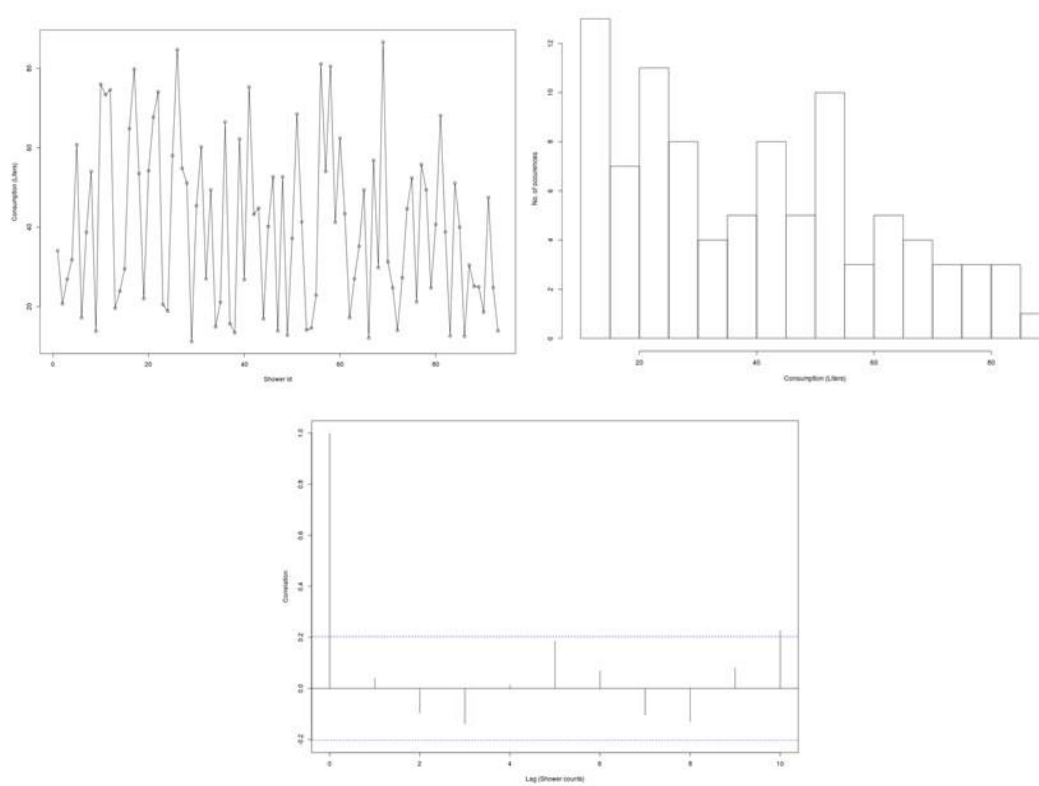 80
60
40
20
Consumption (Liters)
0 20 40 60 80
Shower Id
12
10
8
6
4
2
0
No. of occurences
20 40 60 80
Consumption (Liters)
1.0
0.8
0.6
0.4
0.2
0.0
-0.2
Correlation
0 2 4 6 8 10
Lag (Shower counts)